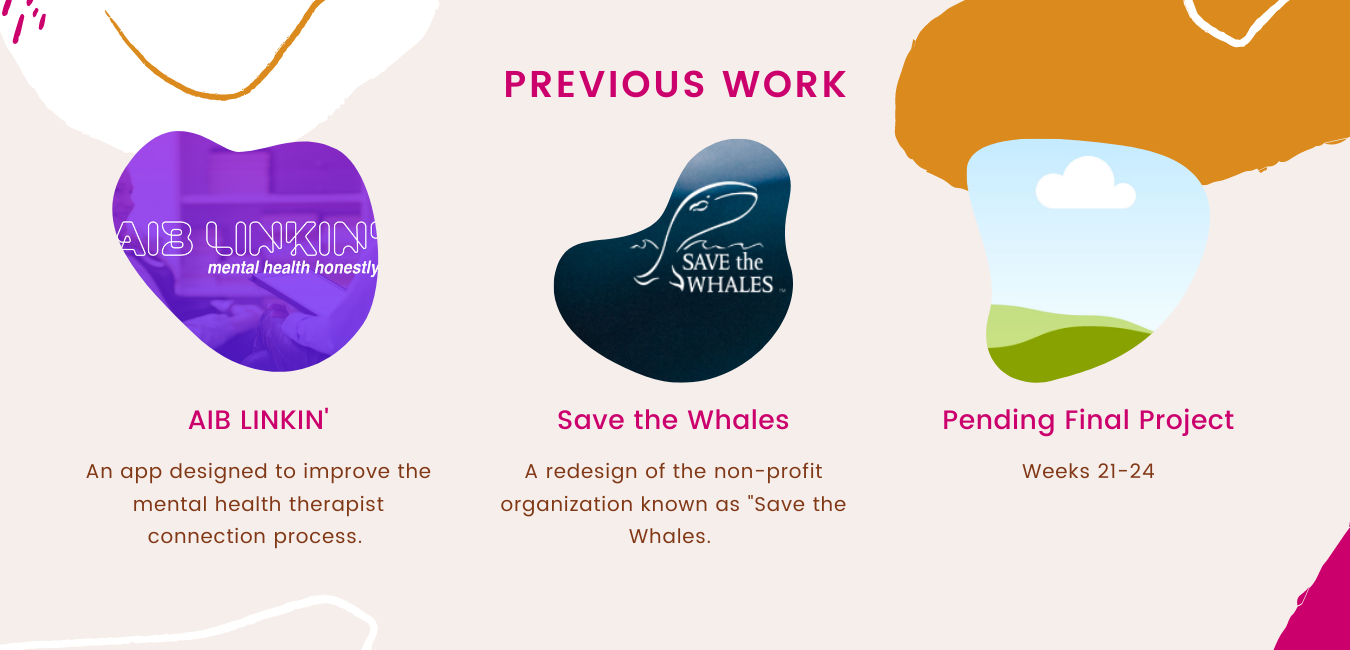 PREVIOUS WORK
AIB LINKIN'
mental health honestly
SAVE the
WHALES
AIB LINKIN'
An app designed to improve the
mental health therapist
connection process.
Save the Whales
A redesign of the non-profit
organization known as "Save the
Whales.
Pending Final Project
Weeks 21-24